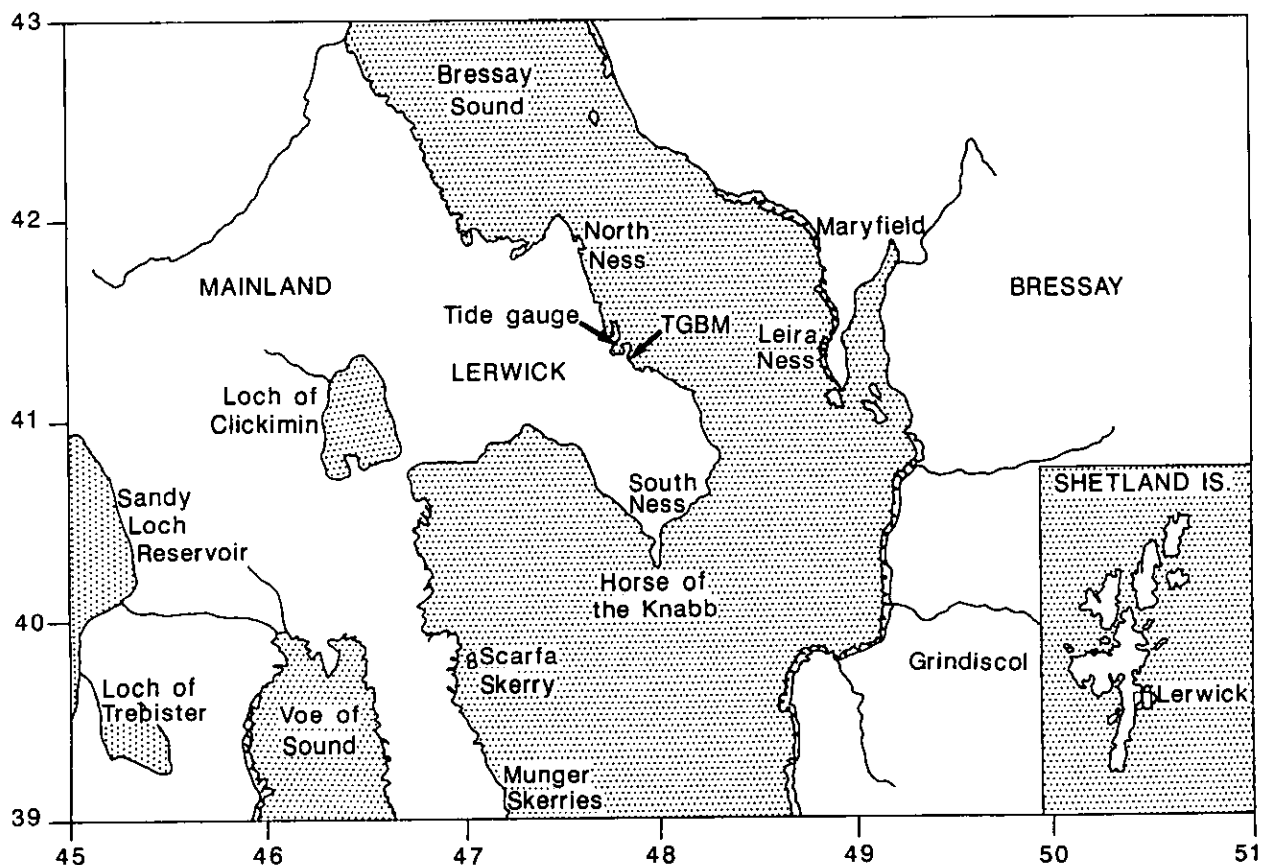 43
Bressay
Sound
42
North
Ness
Maryfield
MAINLAND
BRESSAY
Tide gauge
TGBM
Leira
Ness
LERWICK
Loch of
Clickimin
41
Sandy
Loch
Reservoir
South
Ness
SHETLAND IS.
Horse of
the Knabb
40
Scarfa
Skerry
Grindiscol
Loch of
Trebister
Voe of
Sound
Lerwick
Munger
Skerries
39
45 46 47 48 49 50 51